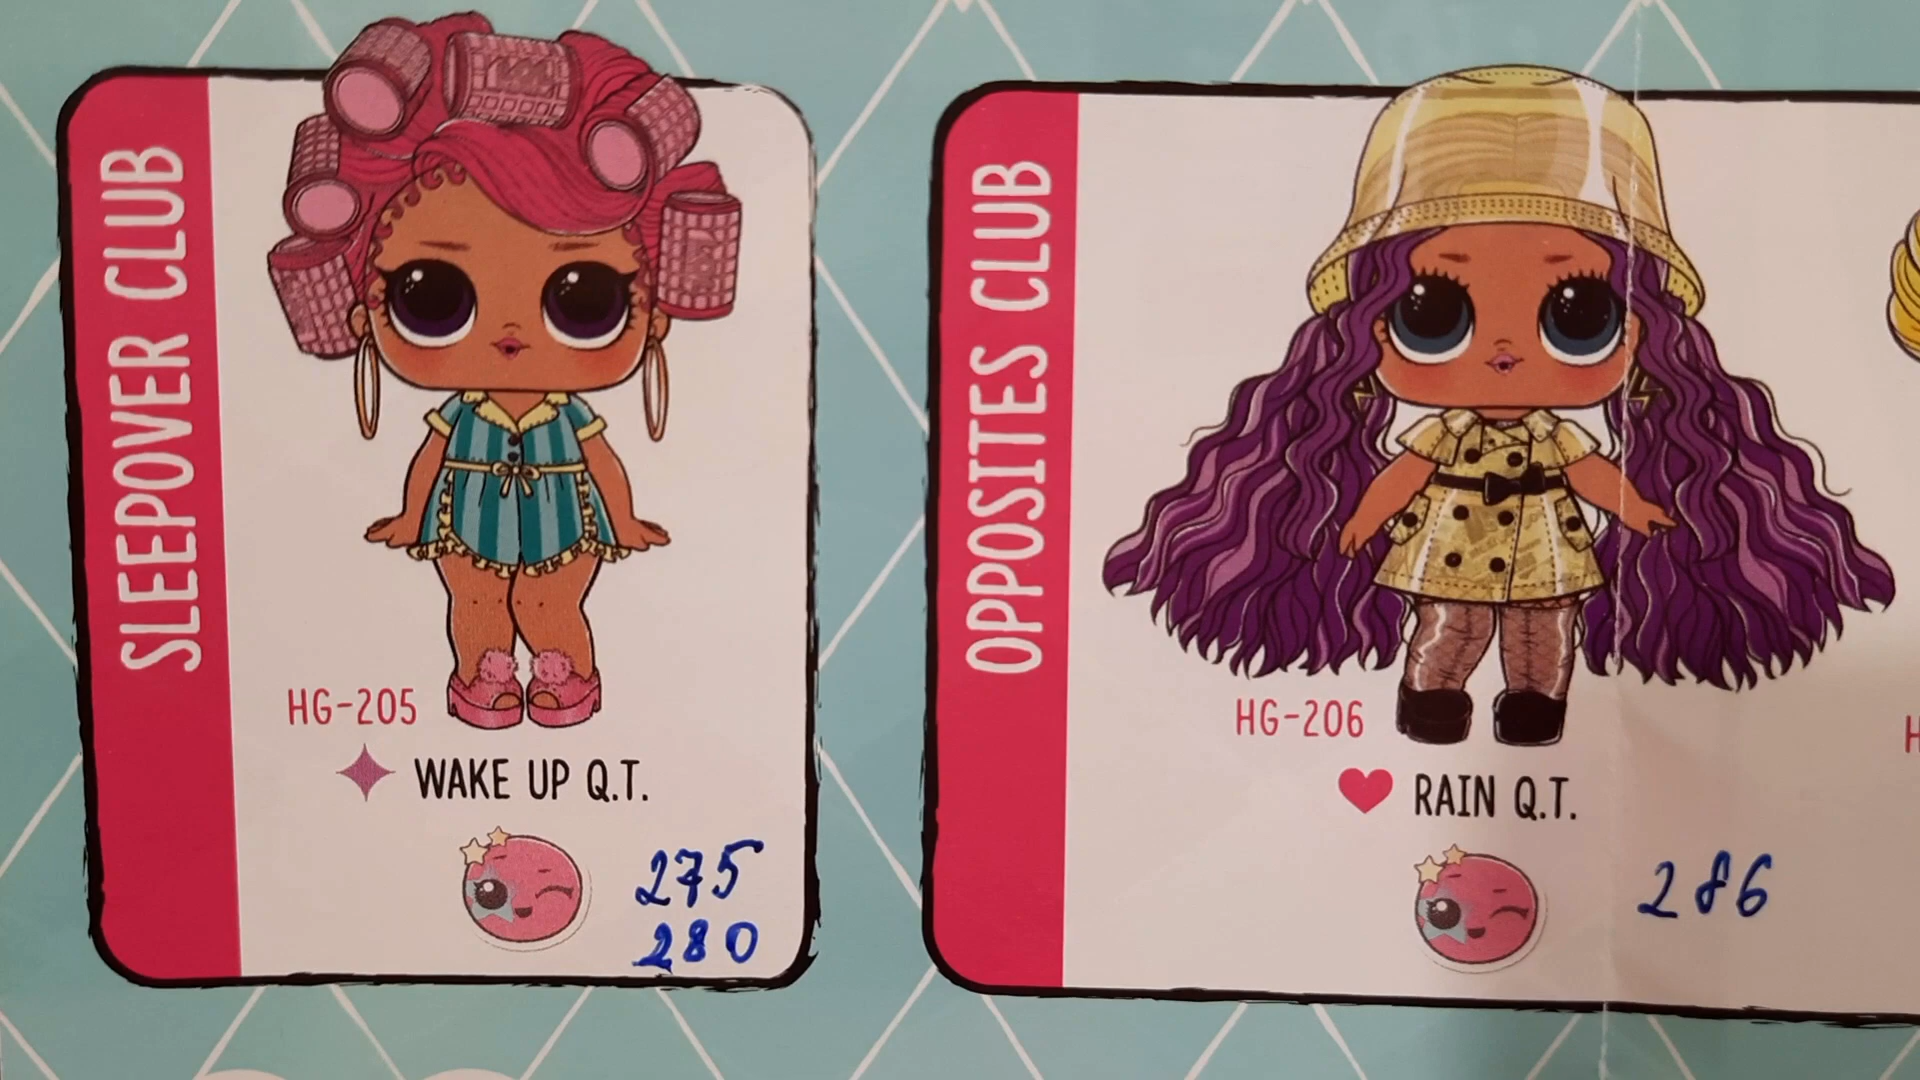 SLEEPOVER CLUB
HG-205
WAKE UP Q.T.
275
280
OPPOSITES CLUB
HG-206
RAIN Q.T.
286
H